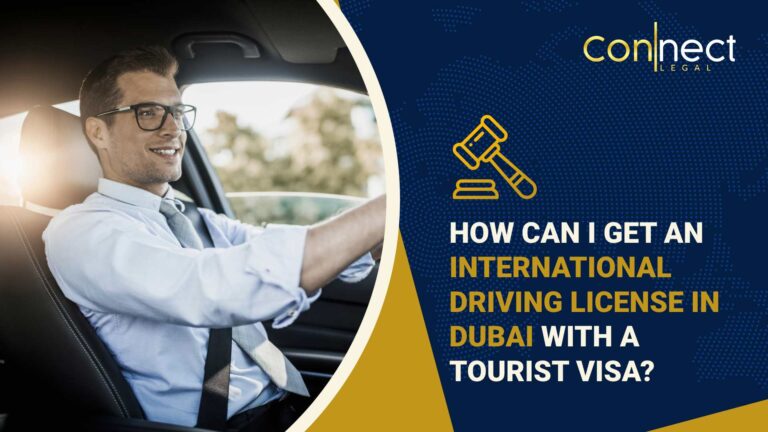 Connect
LEGAL
HOW CAN I GET AN
INTERNATIONAL
DRIVING LICENSE IN
DUBAI WITH A
TOURIST VISA?